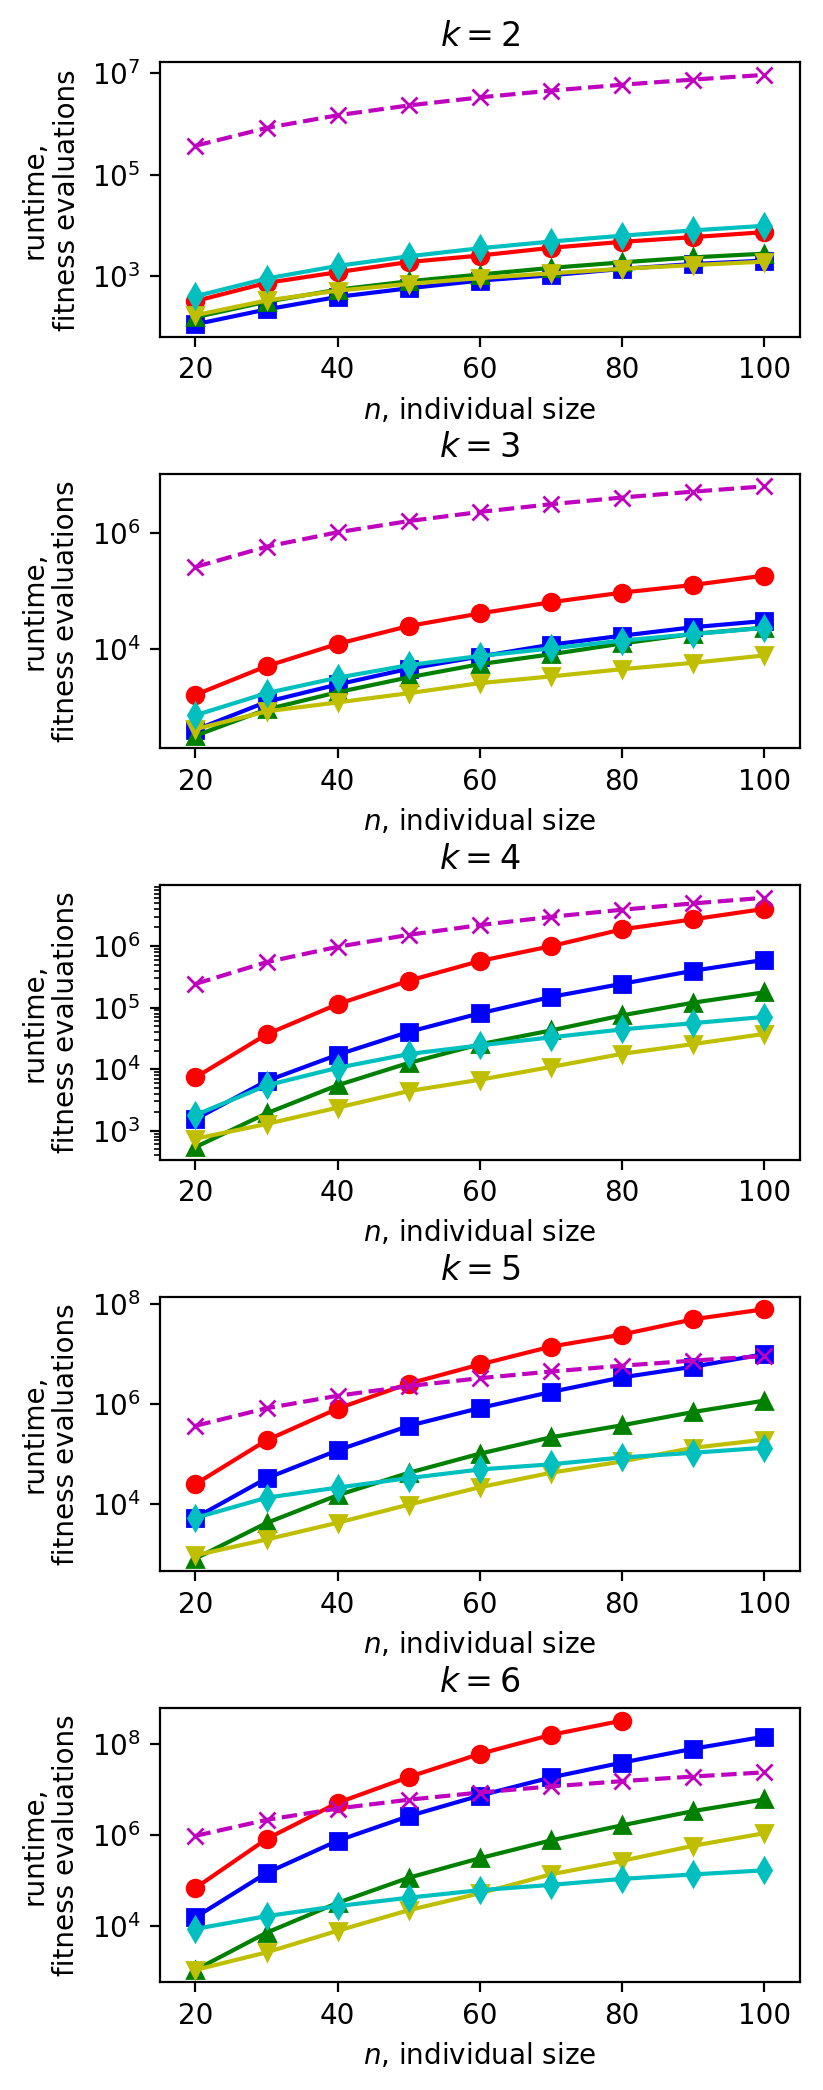 k = 2
10^7
10^5
10^3
runtime,
fitness evaluations
20 40 60 80 100
n, individual size
k = 3
10^6
10^4
runtime,
fitness evaluations
20 40 60 80 100
n, individual size
k = 4
10^6
10^5
10^4
10^3
runtime,
fitness evaluations
20 40 60 80 100
n, individual size
k = 5
10^8
10^6
10^4
runtime,
fitness evaluations
20 40 60 80 100
n, individual size
k = 6
10^8
10^6
10^4
runtime,
fitness evaluations
20 40 60 80 100
n, individual size